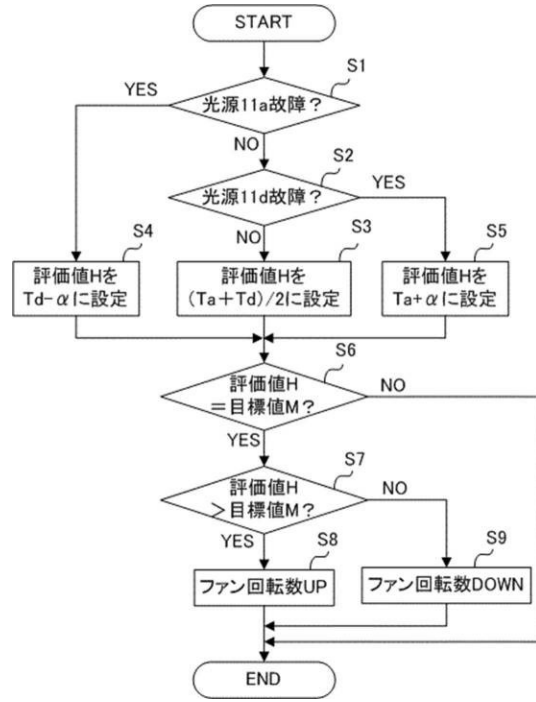 START
S1
YES
光源11a故障？
NO
S2
光源11d故障？
YES
NO
S4
S3
S5
評価値Hを
Td-αに設定
評価値Hを
(Ta+Td)/2に設定
評価値Hを
Ta+αに設定
S6
評価値H
＝目標値M？
NO
YES
S7
評価値H
＞目標値M？
NO
YES
S8
S9
ファン回転数UP
ファン回転数DOWN
END